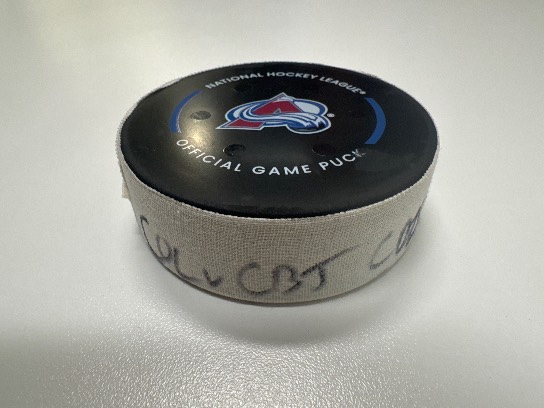 NATIONAL HOCKEY LEAGUE®
OFFICIAL GAME PUCK
COL v CBJ